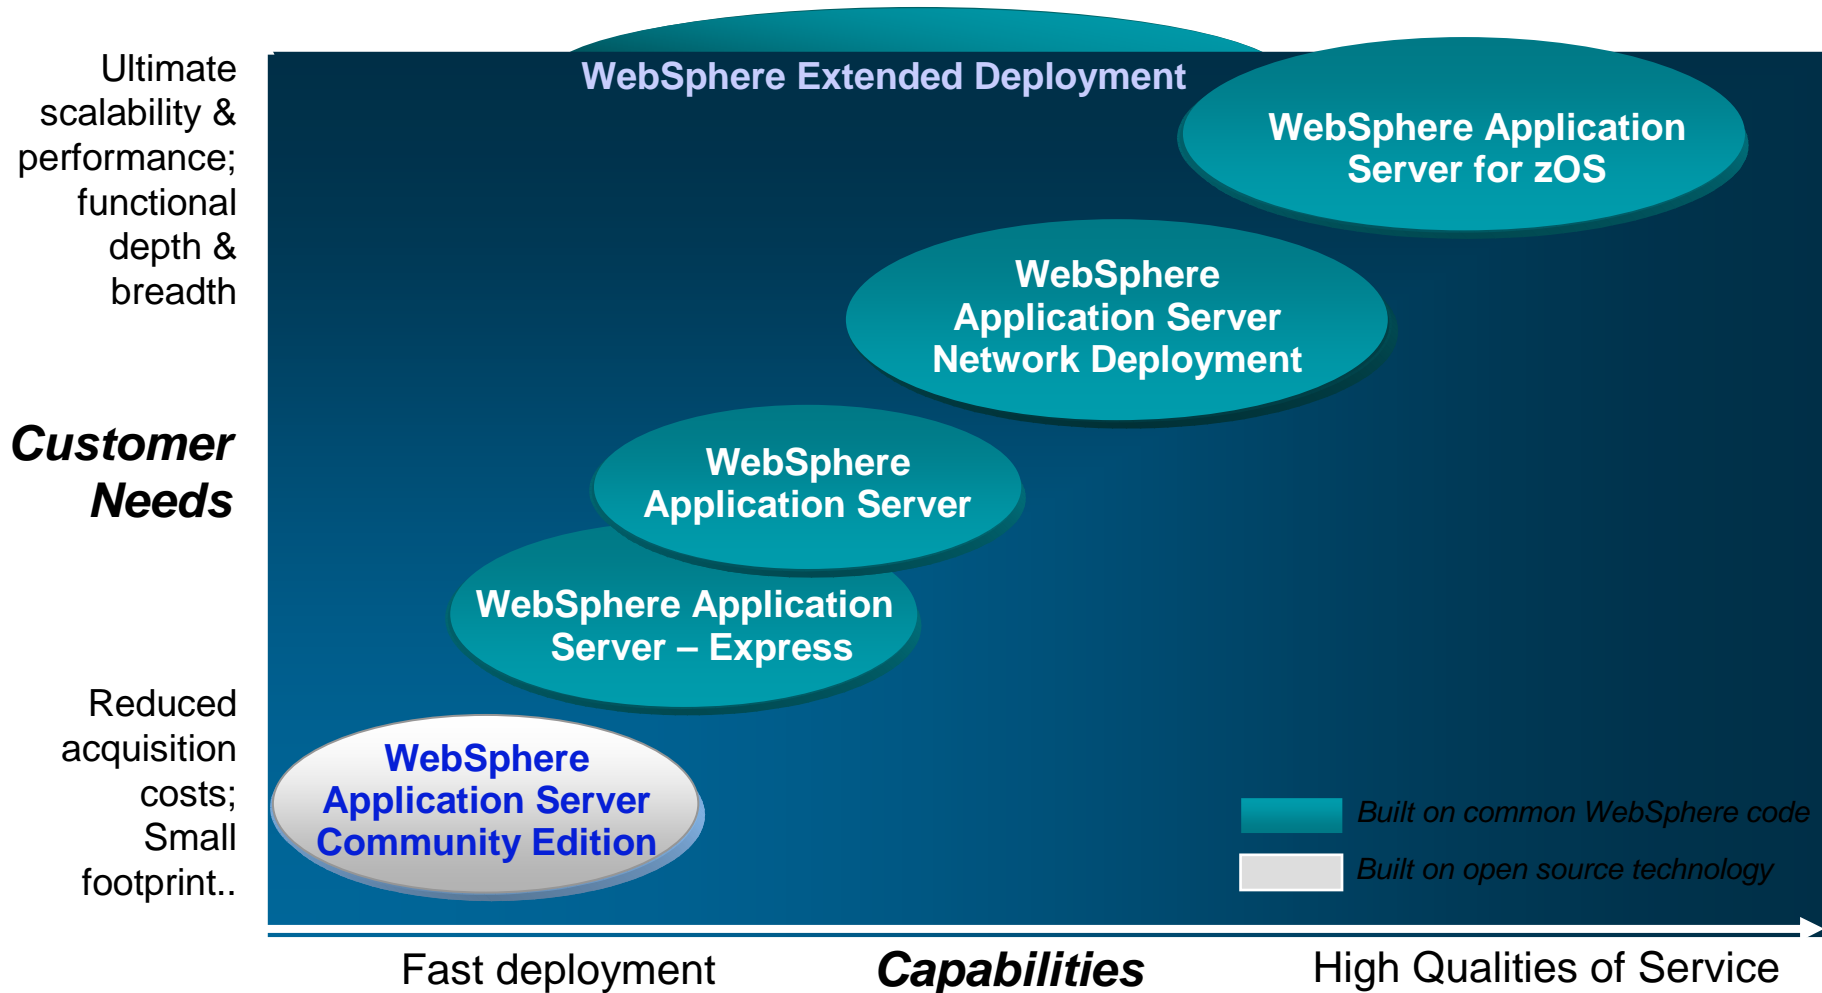 Ultimate
scalability &
performance;
functional
depth &
breadth
Customer
Needs
Reduced
acquisition
costs;
Small
footprint..
WebSphere Extended Deployment
WebSphere Application
Server for zOS
WebSphere
Application Server
Network Deployment
WebSphere
Application Server
WebSphere Application
Server – Express
WebSphere
Application Server
Community Edition
Built on common WebSphere code
Built on open source technology
Fast deployment
Capabilities
High Qualities of Service